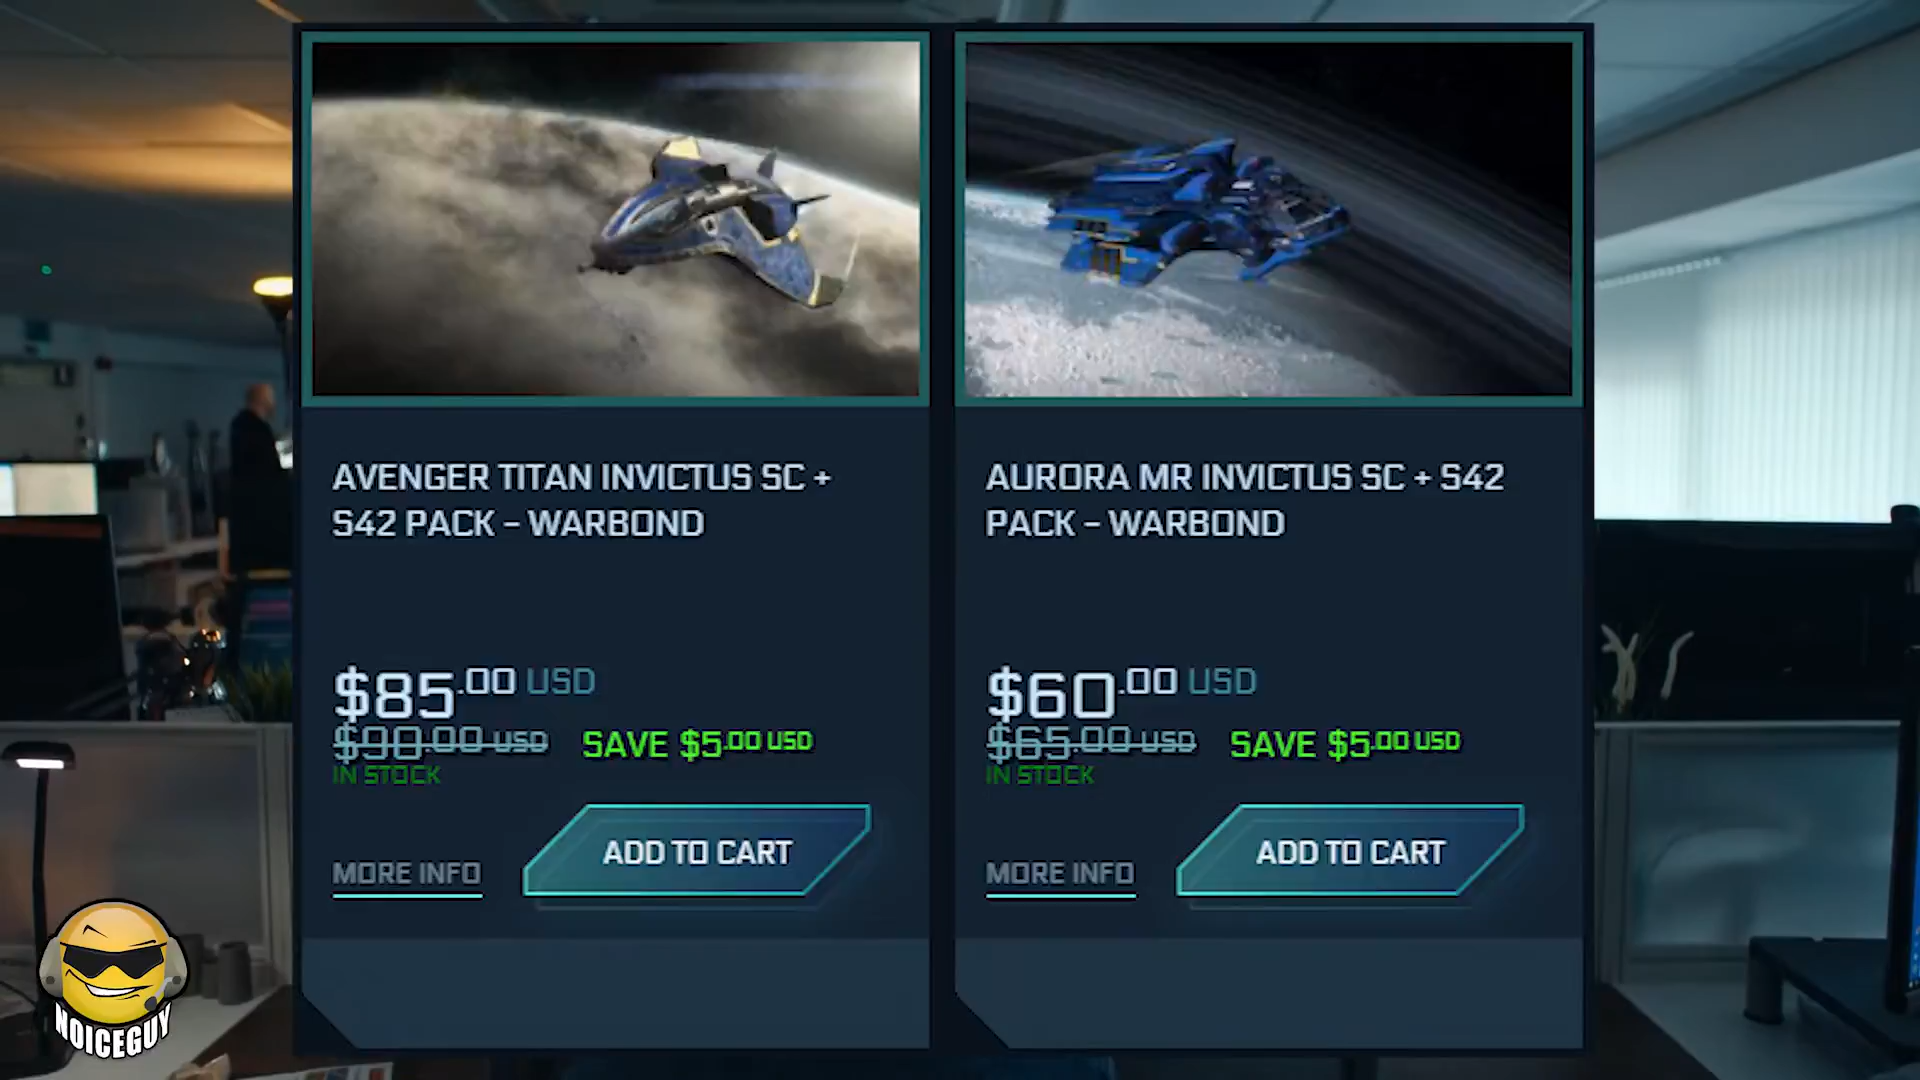 AVENGER TITAN INVICTUS SC +
S42 PACK - WARBOND
$85.00 USD
$90.00 USD SAVE $5.00 USD
IN STOCK
MORE INFO
ADD TO CART
AURORA MR INVICTUS SC + S42
PACK - WARBOND
$60.00 USD
$65.00 USD SAVE $5.00 USD
IN STOCK
MORE INFO
ADD TO CART
NOICEGUY